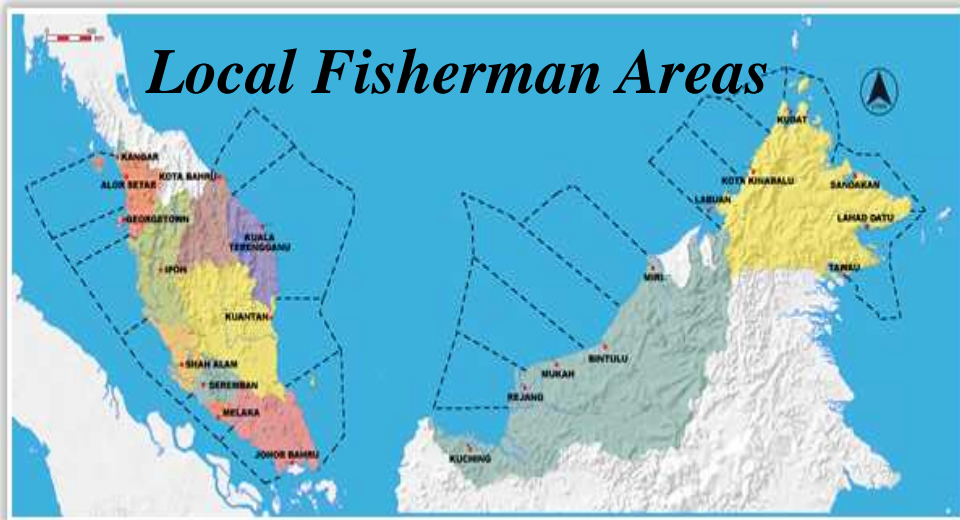 Local Fisherman Areas
KANGAR
KOTA BAHRU
ALOR SETAR
GEORGETOWN
KUALA
TERENGGANU
IPOH
KUANTAN
SHAH ALAM
SEREMBAN
MELAKA
JOHOR BAHRU
KUDAT
KOTA KINABALU
SANDAKAN
LABUAN
LAHAD DATU
TAWAU
MIRI
BINTULU
MUKAH
REJANG
KUCHING